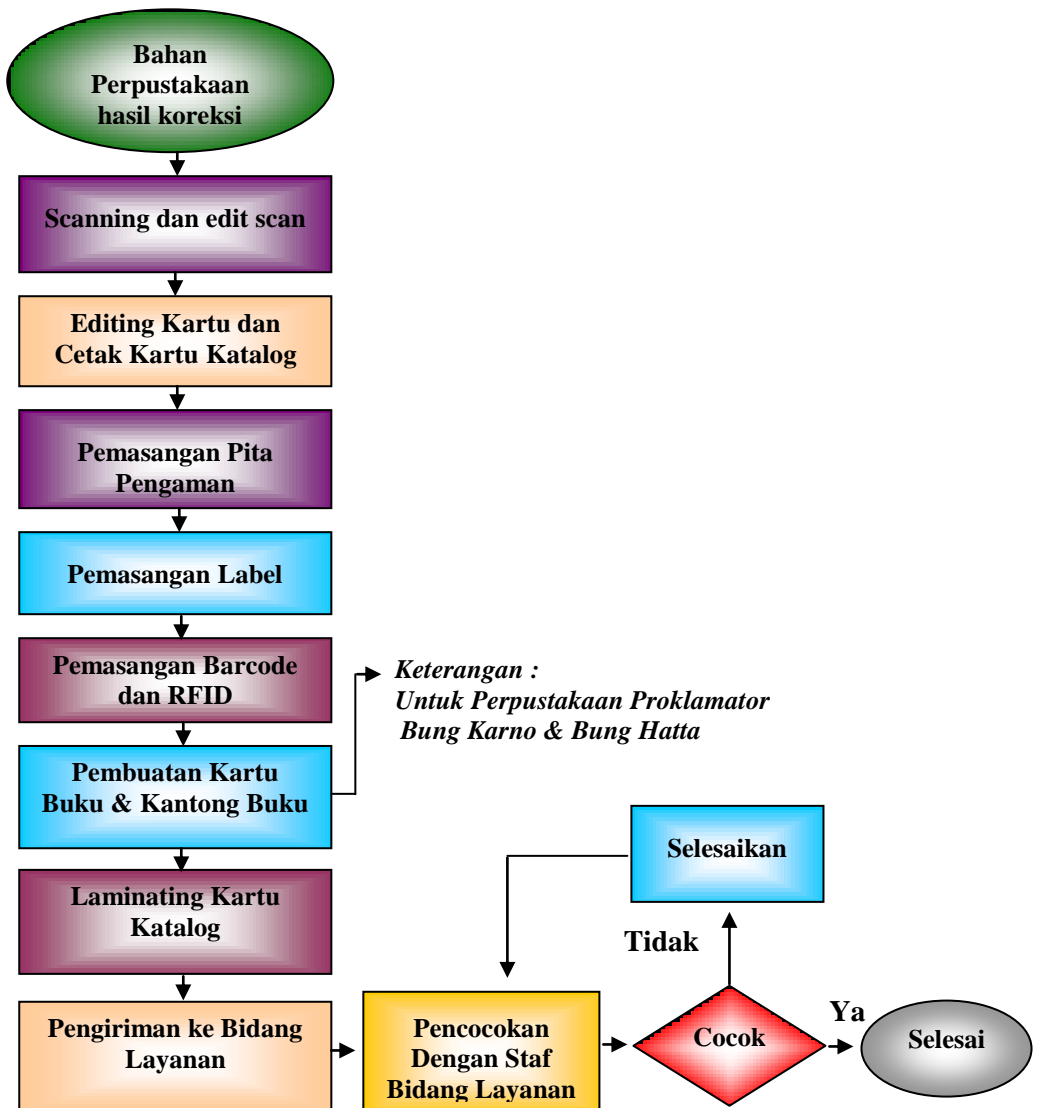 Bahan
Perpustakaan
hasil koreksi
Scanning dan edit scan
Editing Kartu dan
Cetak Kartu Katalog
Pemasangan Pita
Pengaman
Pemasangan Label
Pemasangan Barcode
dan RFID
Keterangan :
Untuk Perpustakaan Proklamator
Bung Karno & Bung Hatta
Pembuatan Kartu
Buku & Kantong Buku
Laminating Kartu
Katalog
Pengiriman ke Bidang
Layanan
Pencocokan
Dengan Staf
Bidang Layanan
Cocok
Tidak
Selesaikan
Ya
Selesai